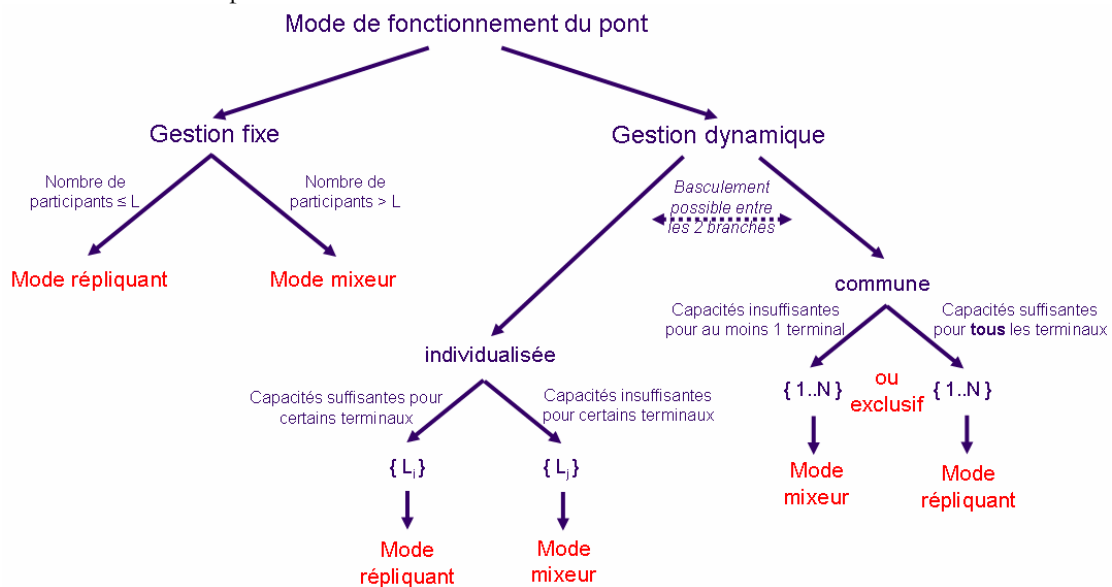 Mode de fonctionnement du pont
Gestion fixe
Gestion dynamique
Nombre de
participants ≤ L
Nombre de
participants > L
Basculement
possible entre
les 2 branches
Mode répliquant
Mode mixeur
commune
Capacités insuffisantes
pour au moins 1 terminal
Capacités suffisantes
pour tous les terminaux
individualisée
Capacités suffisantes pour
certains terminaux
Capacités insuffisantes
pour certains terminaux
{ 1..N }
ou
exclusif
{ 1..N }
{ Li }
{ Lj }
Mode
mixeur
Mode
répliquant
Mode
répliquant
Mode
mixeur